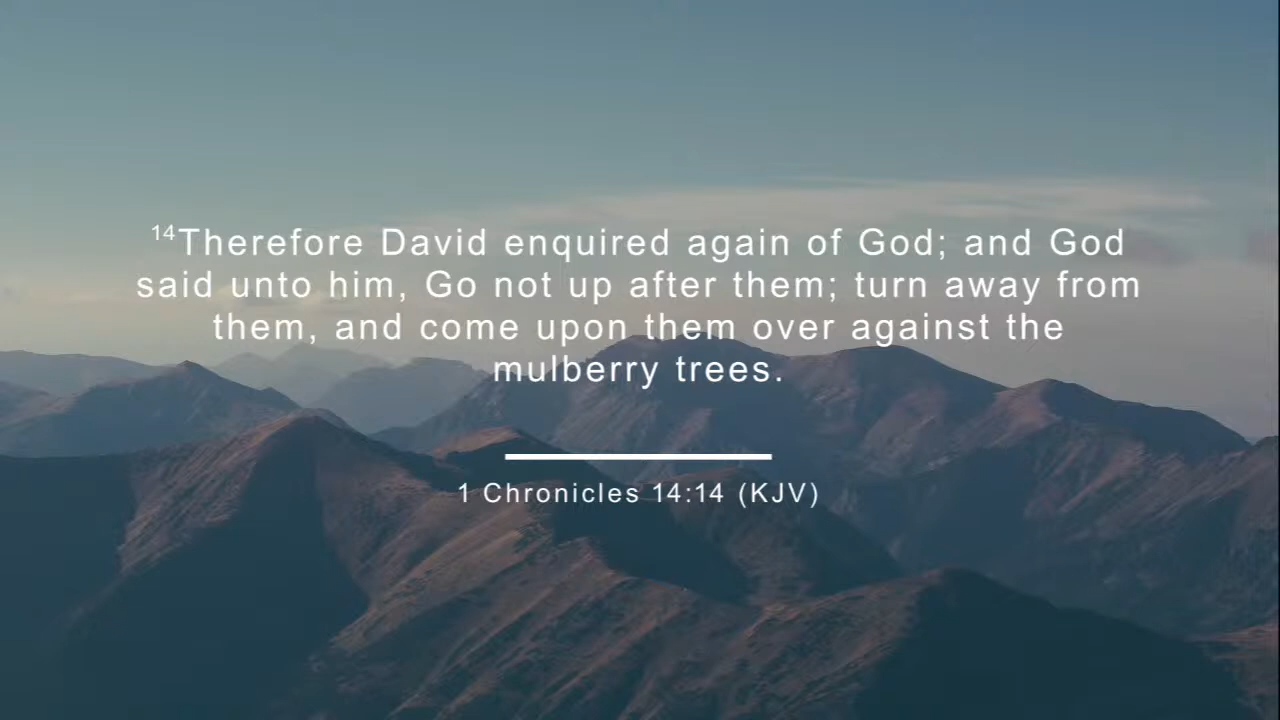 ¹⁴Therefore David enquired again of God; and God
said unto him, Go not up after them; turn away from
them, and come upon them over against the
mulberry trees.
1 Chronicles 14:14 (KJV)